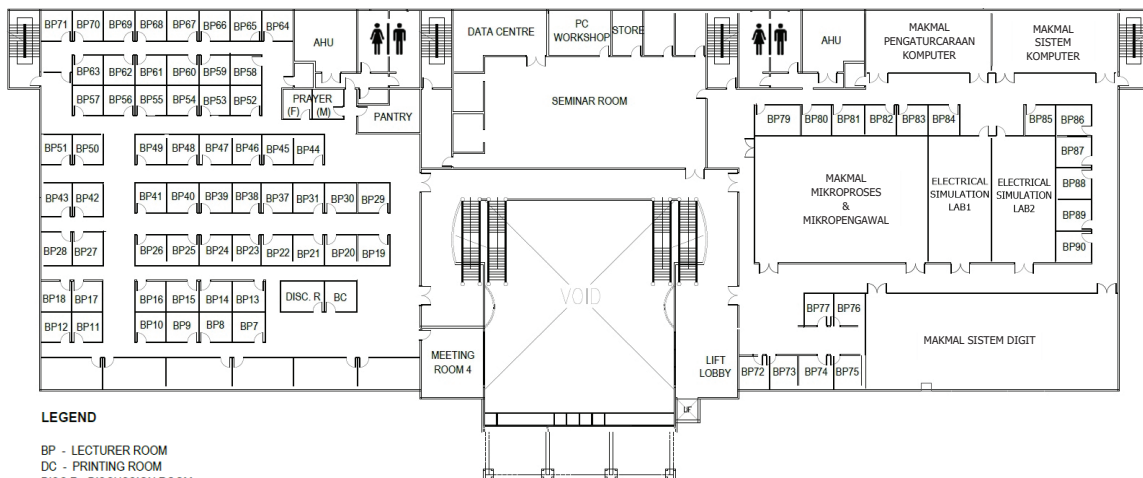 BP71 BP70 BP69 BP68 BP67 BP66 BP65 BP64
AHU
DATA CENTRE
PC
WORKSHOP
STORE
AHU
MAKMAL
PENGATURCARAAN
KOMPUTER
MAKMAL
SISTEM
KOMPUTER
BP63 BP62 BP61 BP60 BP59 BP58
BP57 BP56 BP55 BP54 BP53 BP52
PRAYER
(F) (M)
PANTRY
SEMINAR ROOM
BP79 BP80 BP81 BP82 BP83 BP84 BP85 BP86
BP51 BP50 BP49 BP48 BP47 BP46 BP45 BP44
BP87
MAKMAL
MIKROPROSES
&
MIKROPENGAWAL
ELECTRICAL
SIMULATION
LAB1
ELECTRICAL
SIMULATION
LAB2
BP88
BP89
BP90
BP43 BP42 BP41 BP40 BP39 BP38 BP37 BP31 BP30 BP29
BP28 BP27 BP26 BP25 BP24 BP23 BP22 BP21 BP20 BP19
BP18 BP17 BP16 BP15 BP14 BP13
DISC. R BC
VOID
BP12 BP11 BP10 BP9 BP8 BP7
BP77 BP76
MAKMAL SISTEM DIGIT
MEETING
ROOM 4
LIFT
LOBBY
BP72 BP73 BP74 BP75
LEGEND
BP - LECTURER ROOM
DC - PRINTING ROOM